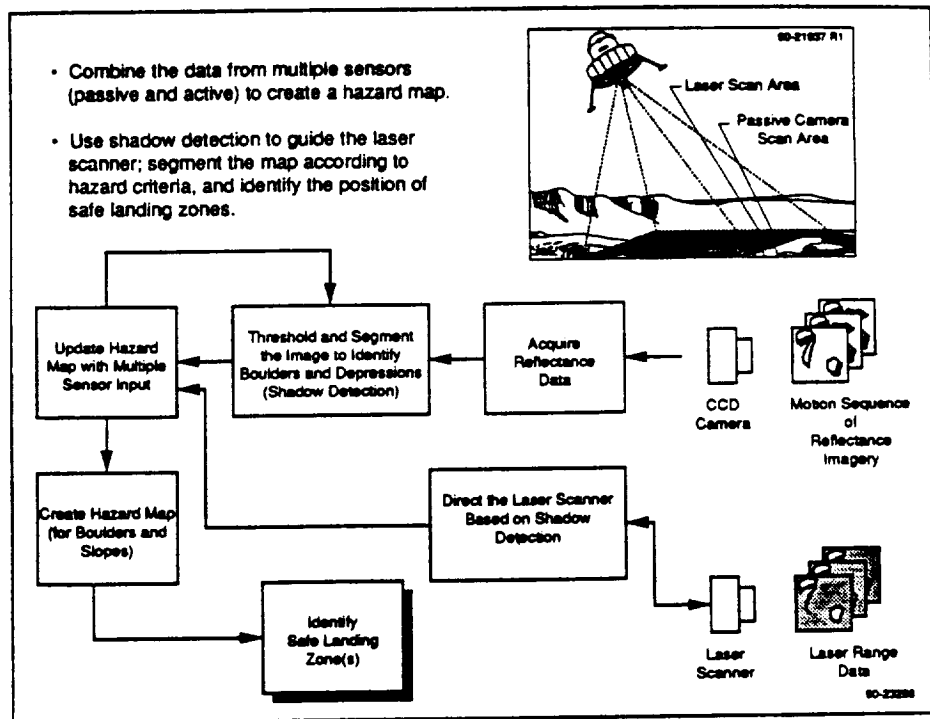 • Combine the data from multiple sensors
(passive and active) to create a hazard map.
• Use shadow detection to guide the laser
scanner; segment the map according to
hazard criteria, and identify the position of
safe landing zones.
90-21937 R1
Laser Scan Area
Passive Camera
Scan Area
Update Hazard
Map with Multiple
Sensor Input
Threshold and Segment
the Image to Identify
Boulders and Depressions
(Shadow Detection)
Acquire
Reflectance
Data
CCD
Camera
Motion Sequence
of
Reflectance
Imagery
Create Hazard Map
(for Boulders and
Slopes)
Direct the Laser Scanner
Based on Shadow
Detection
Identify
Safe Landing
Zone(s)
Laser
Scanner
Laser Range
Data